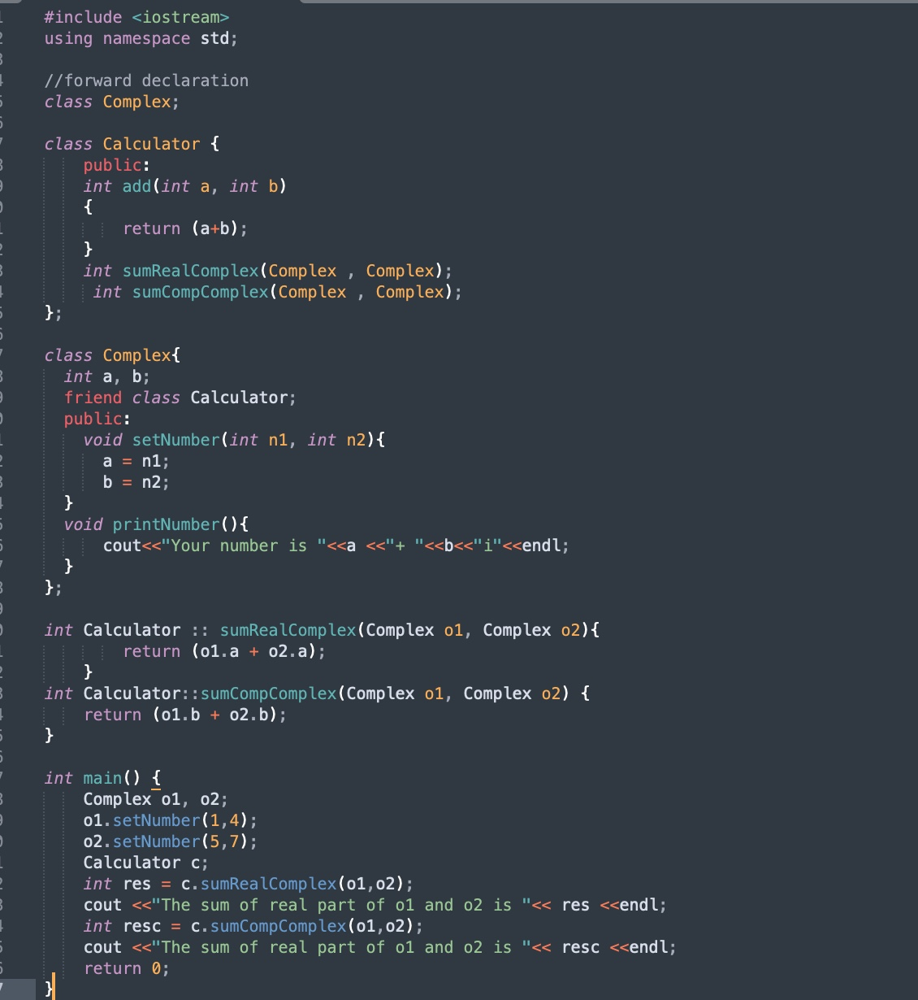 #include <iostream>
using namespace std;
//forward declaration
class Complex;
class Calculator {
public:
int add(int a, int b)
{
return (a+b);
}
int sumRealComplex(Complex , Complex);
int sumCompComplex(Complex , Complex);
};
class Complex{
int a, b;
friend class Calculator;
public:
void setNumber(int n1, int n2){
a = n1;
b = n2;
}
void printNumber(){
cout<<"Your number is "<<a <<"+ "<<b<<"i"<<endl;
}
};
int Calculator :: sumRealComplex(Complex o1, Complex o2){
return (o1.a + o2.a);
}
int Calculator::sumCompComplex(Complex o1, Complex o2) {
return (o1.b + o2.b);
}
int main() {
Complex o1, o2;
o1.setNumber(1,4);
o2.setNumber(5,7);
Calculator c;
int res = c.sumRealComplex(o1,o2);
cout <<"The sum of real part of o1 and o2 is "<< res <<endl;
int resc = c.sumCompComplex(o1,o2);
cout <<"The sum of real part of o1 and o2 is "<< resc <<endl;
return 0;
}